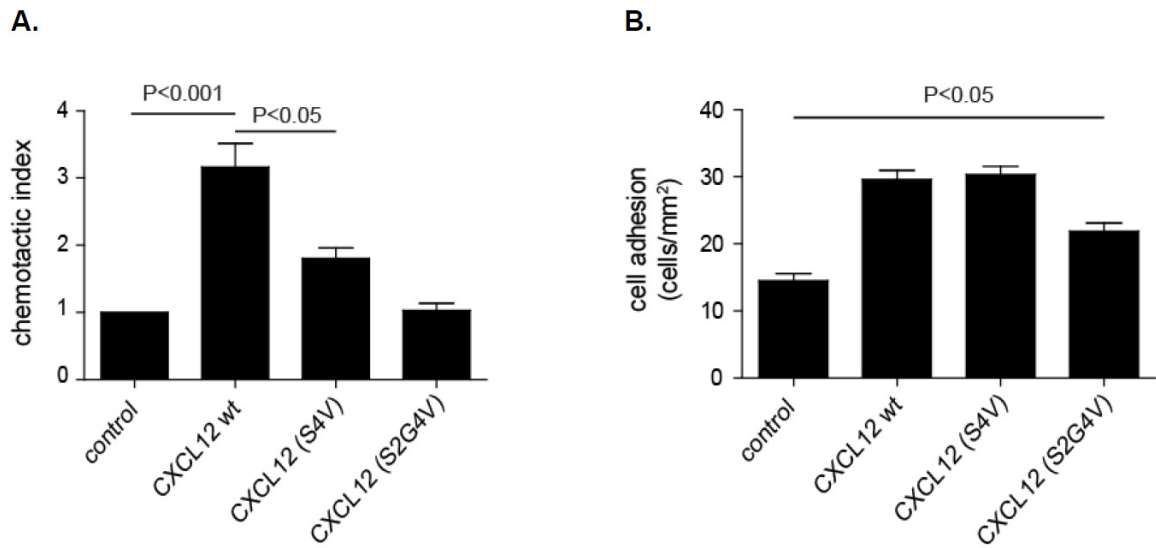 A.
P<0.001
P<0.05
4
3
2
1
0
chemotactic index
control
CXCL12 wt
CXCL12 (S4V)
CXCL12 (S2G4V)
B.
P<0.05
40
30
20
10
0
cell adhesion
(cells/mm²)
control
CXCL12 wt
CXCL12 (S4V)
CXCL12 (S2G4V)